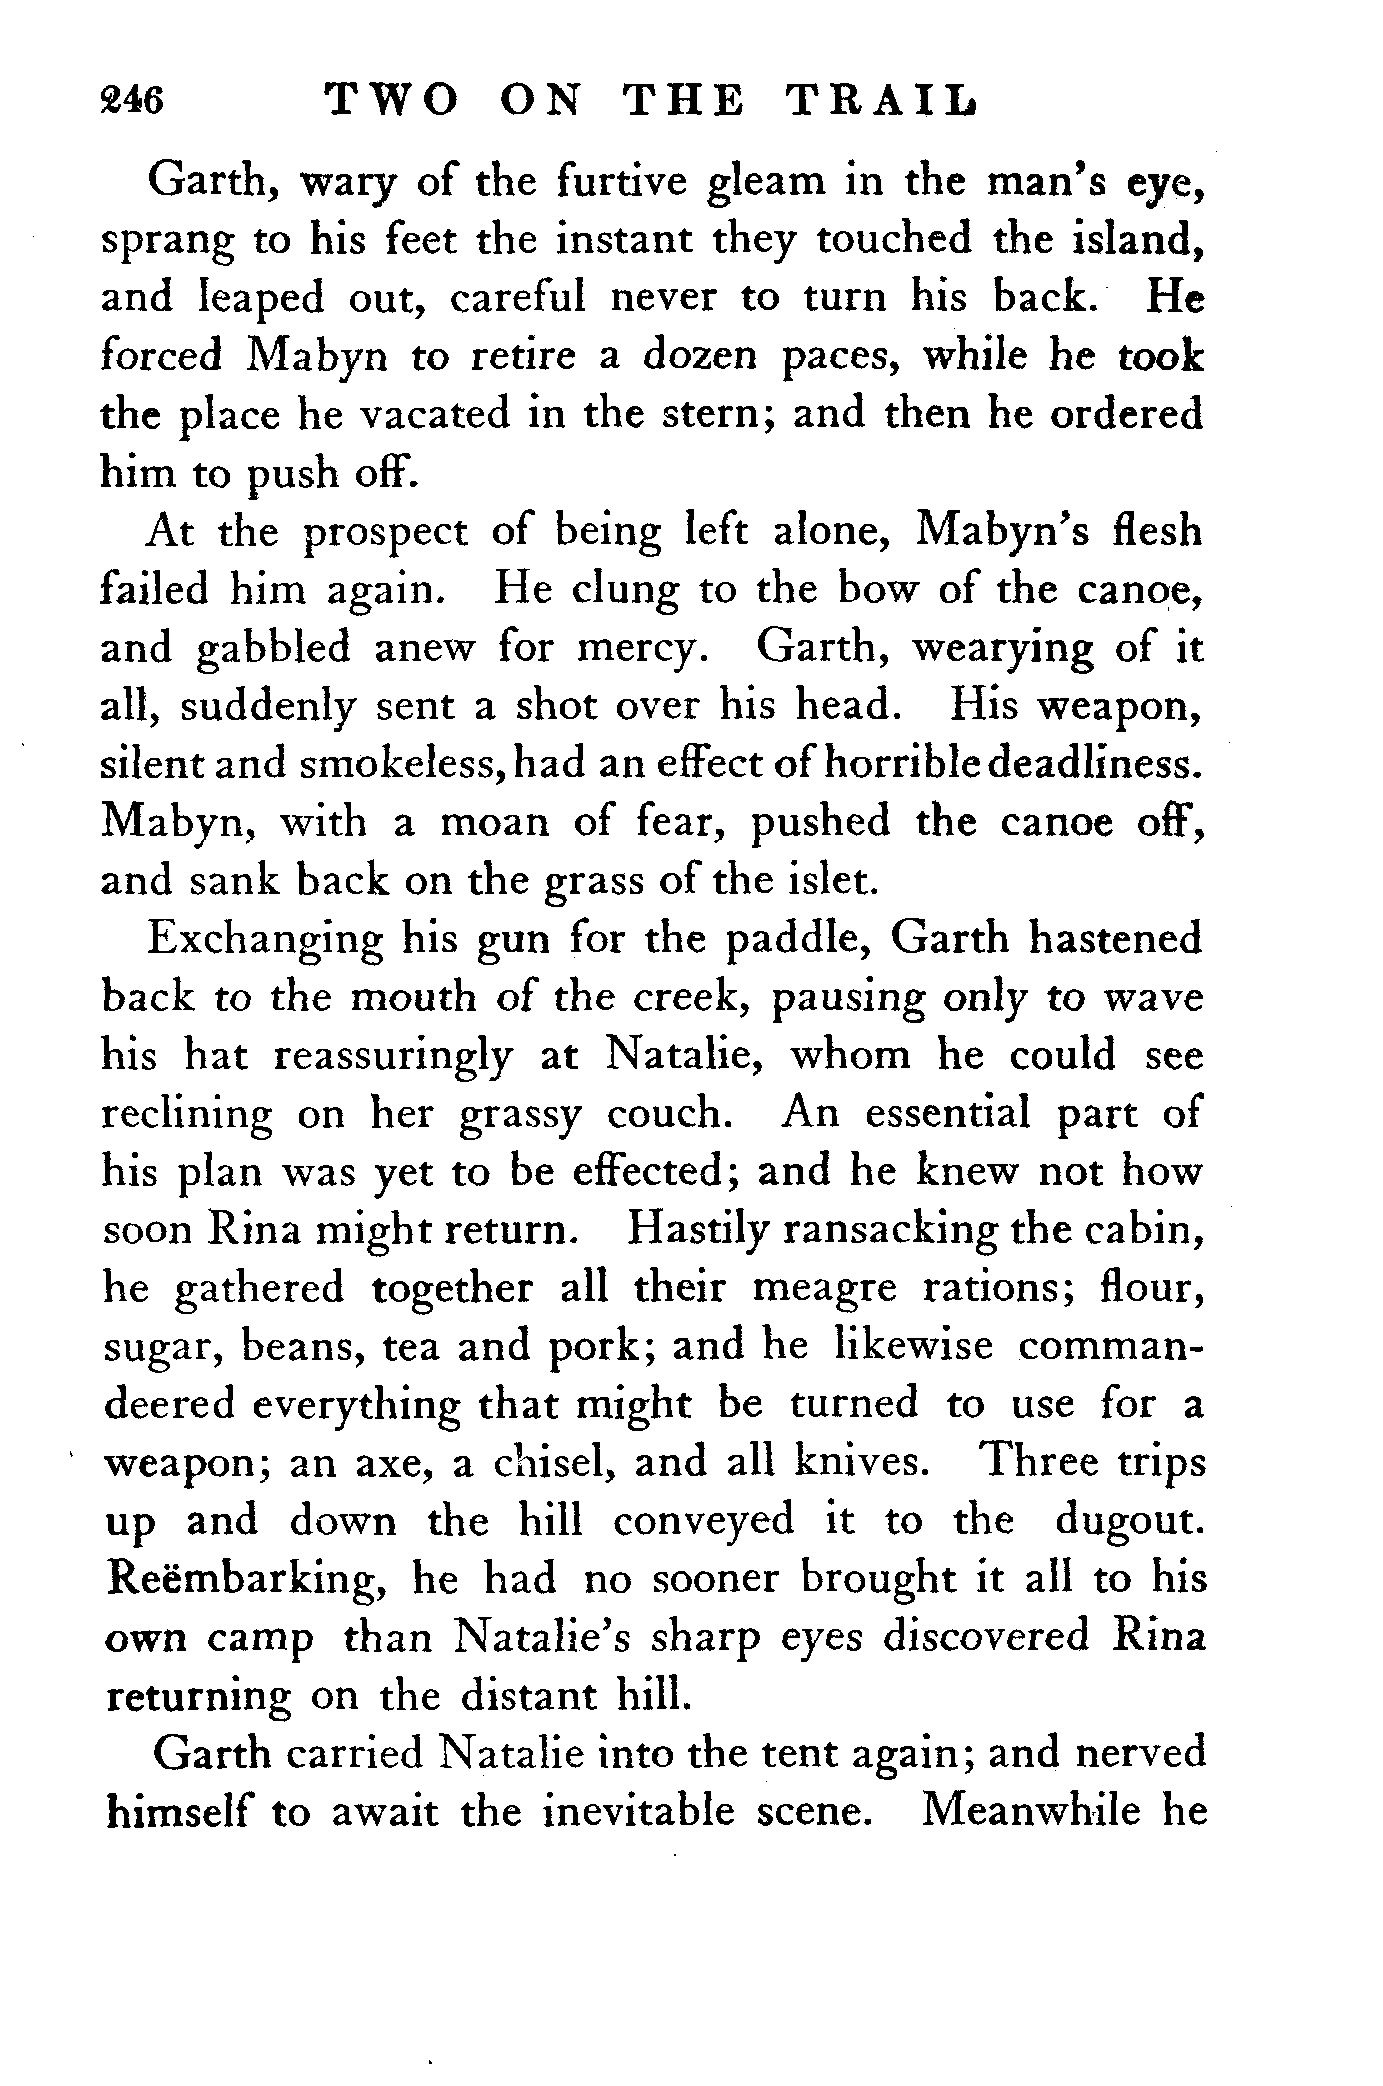 246 TWO ON THE TRAIL
Garth, wary of the furtive gleam in the man's eye,
sprang to his feet the instant they touched the island,
and leaped out, careful never to turn his back. He
forced Mabyn to retire a dozen paces, while he took
the place he vacated in the stern; and then he ordered
him to push off.
At the prospect of being left alone, Mabyn's flesh
failed him again. He clung to the bow of the canoe,
and gabbled anew for mercy. Garth, wearying of it
all, suddenly sent a shot over his head. His weapon,
silent and smokeless, had an effect of horrible deadliness.
Mabyn, with a moan of fear, pushed the canoe off,
and sank back on the grass of the islet.
Exchanging his gun for the paddle, Garth hastened
back to the mouth of the creek, pausing only to wave
his hat reassuringly at Natalie, whom he could see
reclining on her grassy couch. An essential part of
his plan was yet to be effected; and he knew not how
soon Rina might return. Hastily ransacking the cabin,
he gathered together all their meagre rations; flour,
sugar, beans, tea and pork; and he likewise comman-
deered everything that might be turned to use for a
weapon; an axe, a chisel, and all knives. Three trips
up and down the hill conveyed it to the dugout.
Reëmbarking, he had no sooner brought it all to his
own camp than Natalie's sharp eyes discovered Rina
returning on the distant hill.
Garth carried Natalie into the tent again; and nerved
himself to await the inevitable scene. Meanwhile he